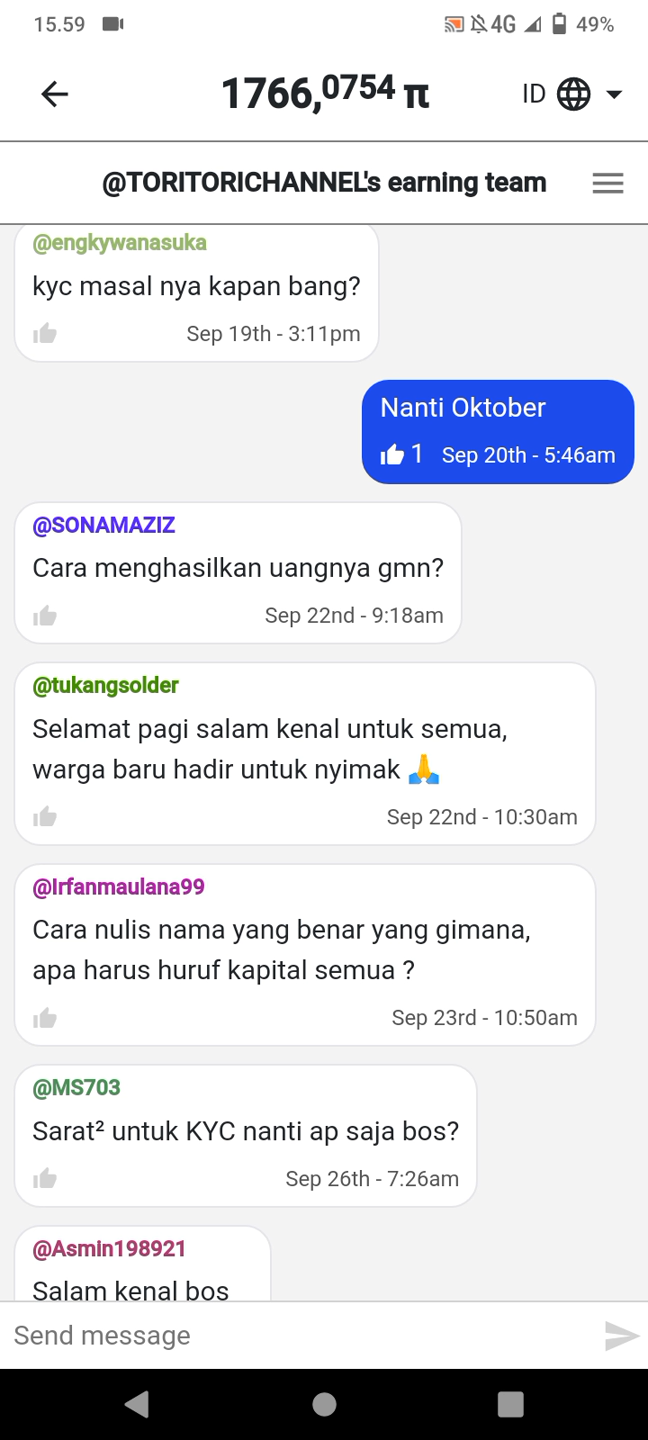 15.59
4G
49%
1766,0754 π
ID
@TORITORICHANNEL's earning team
@engkywanasuka
kyc masal nya kapan bang?
Sep 19th - 3:11pm
Nanti Oktober
1 Sep 20th - 5:46am
@SONAMAZIZ
Cara menghasilkan uangnya gmn?
Sep 22nd - 9:18am
@tukangsolder
Selamat pagi salam kenal untuk semua,
warga baru hadir untuk nyimak 🙏
Sep 22nd - 10:30am
@Irfanmaulana99
Cara nulis nama yang benar yang gimana,
apa harus huruf kapital semua ?
Sep 23rd - 10:50am
@MS703
Sarat² untuk KYC nanti ap saja bos?
Sep 26th - 7:26am
@Asmin198921
Salam kenal bos
Send message